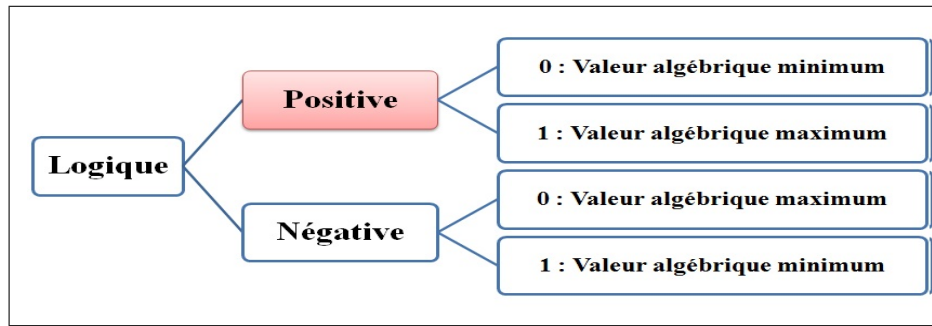 Logique
Positive
0 : Valeur algébrique minimum
1 : Valeur algébrique maximum
Négative
0 : Valeur algébrique maximum
1 : Valeur algébrique minimum